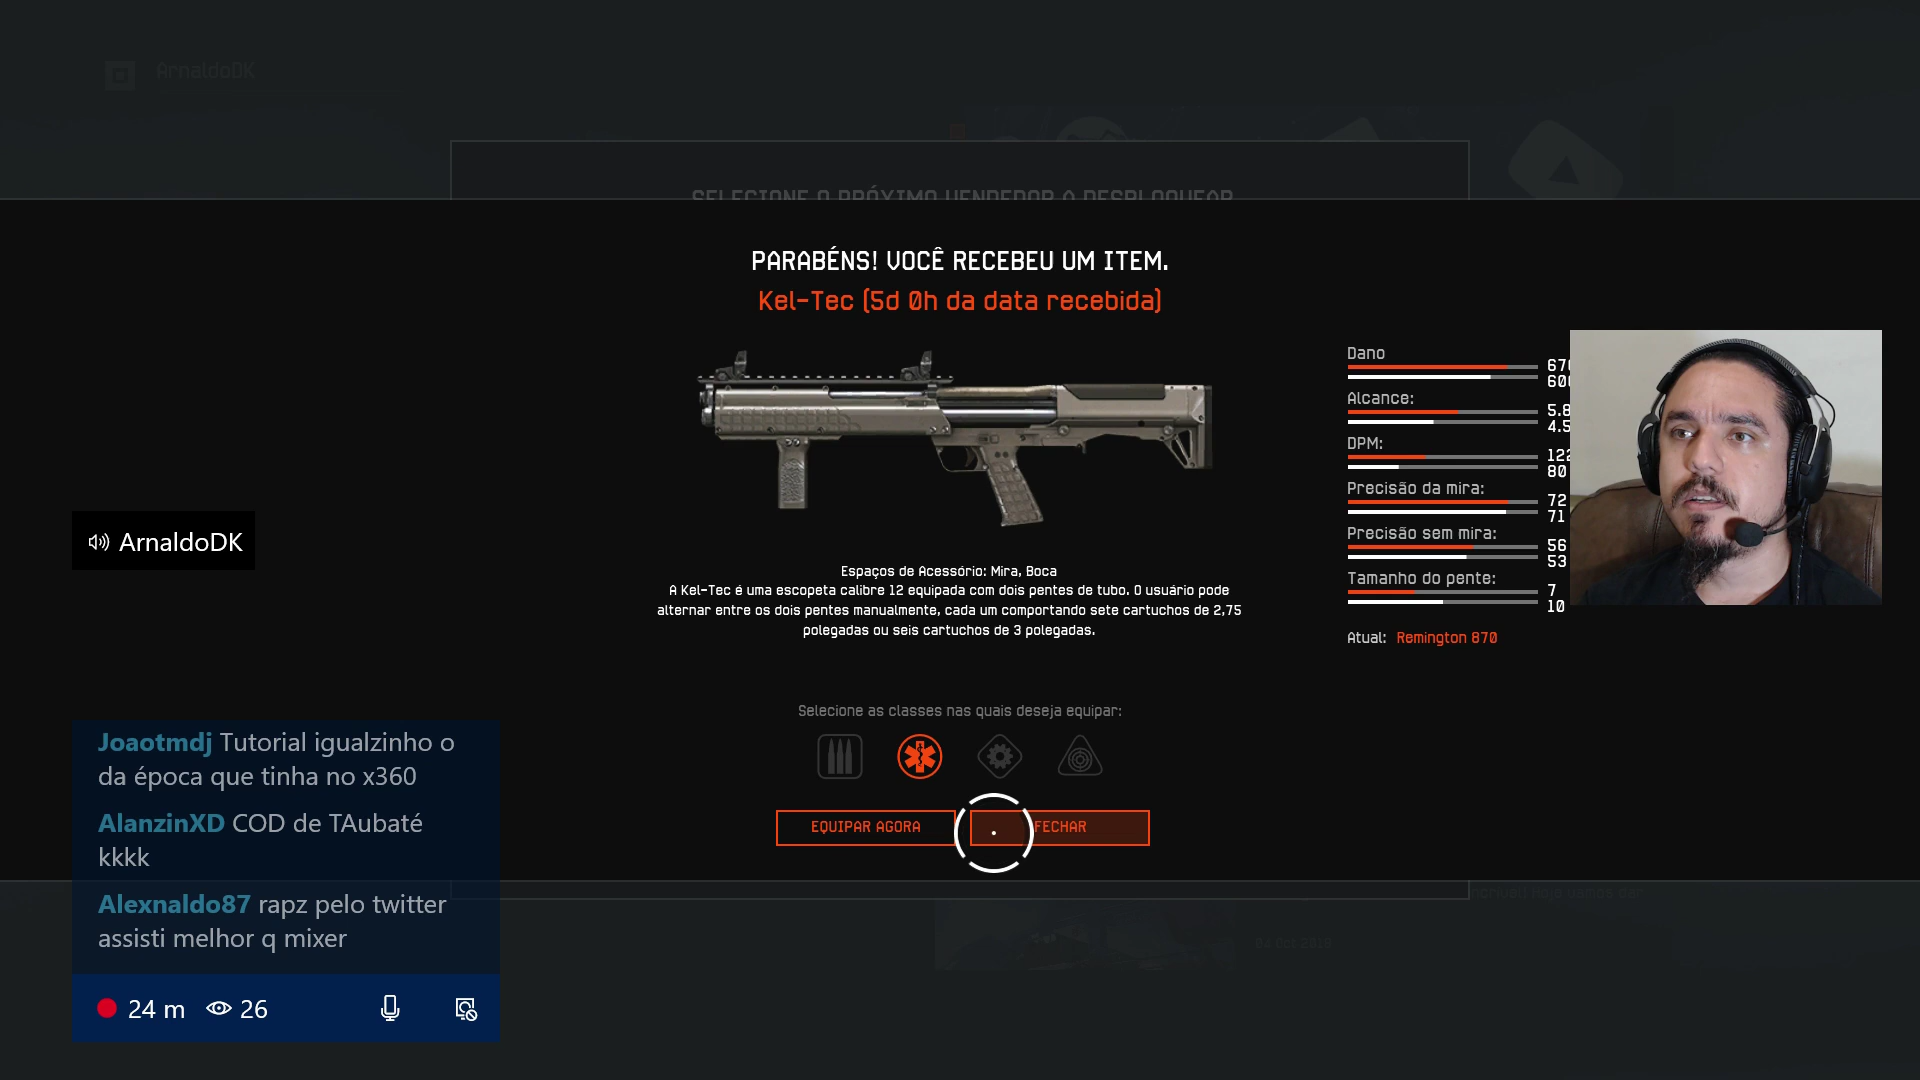 ArnaldoDK
SELECIONE O PRÓXIMO VENDEDOR A DESBLOQUEAR
PARABÉNS! VOCÊ RECEBEU UM ITEM.
Kel-Tec (5d 0h da data recebida)
Dano
Alcance:
DPM:
80
Precisão da mira:
72
71
Precisão sem mira:
56
53
Tamanho do pente:
7
10
Atual: Remington 870
ArnaldoDK
Espaços de Acessório: Mira, Boca
A Kel-Tec é uma escopeta calibre 12 equipada com dois pentes de tubo. O usuário pode
alternar entre os dois pentes manualmente, cada um comportando sete cartuchos de 2,75
polegadas ou seis cartuchos de 3 polegadas.
Selecione as classes nas quais deseja equipar:
EQUIPAR AGORA
FECHAR
Joaotmdj Tutorial igualzinho o
da época que tinha no x360
AlanzinXD COD de TAubaté
kkkk
Alexnaldo87 rapz pelo twitter
assisti melhor q mixer
24 m
26